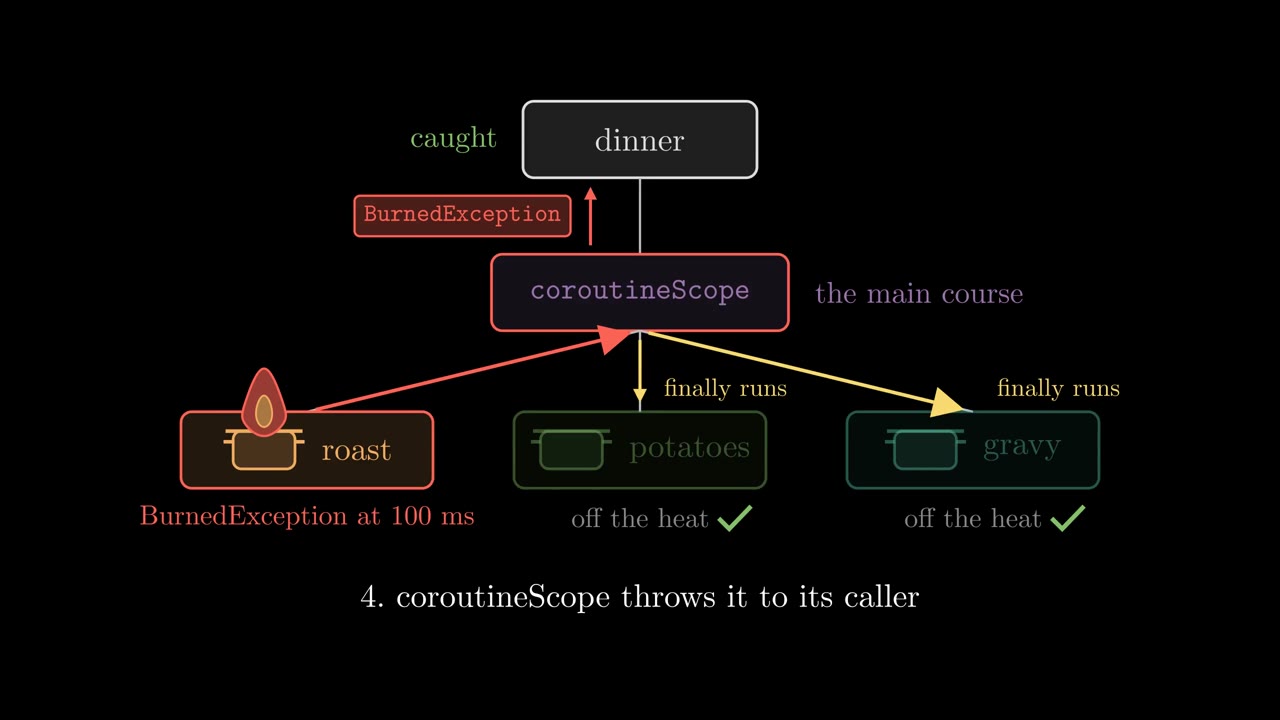 caught
dinner
BurnedException
coroutineScope
the main course
finally runs
finally runs
roast
potatoes
gravy
BurnedException at 100 ms
off the heat
off the heat
4. coroutineScope throws it to its caller